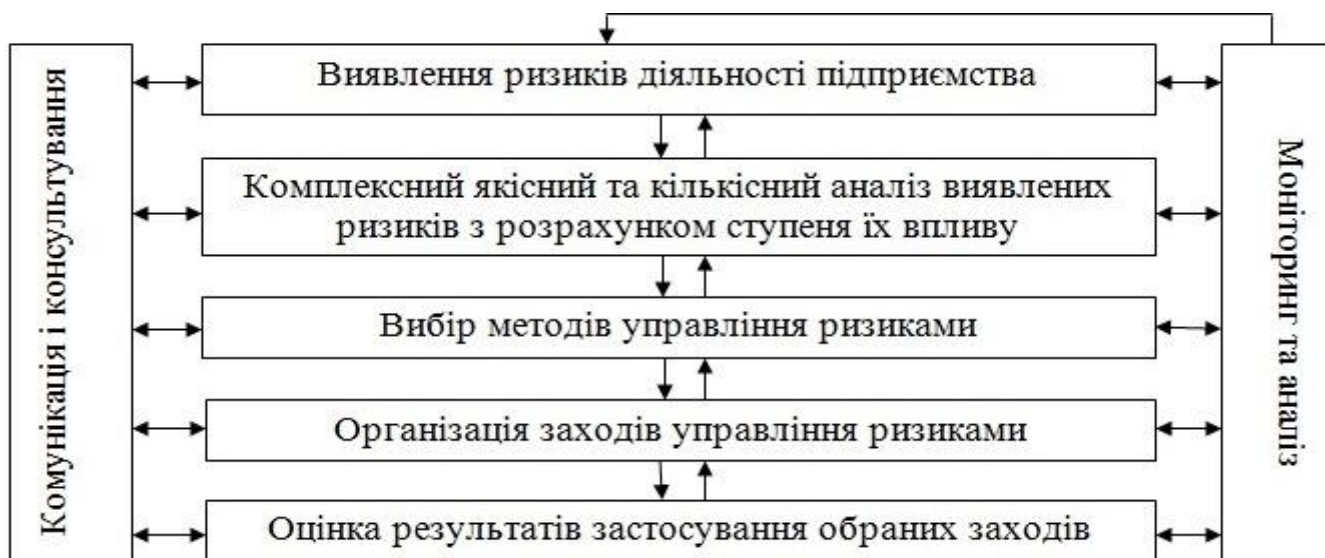 Комунікація і консультування
Виявлення ризиків діяльності підприємства
Комплексний якісний та кількісний аналіз виявлених
ризиків з розрахунком ступеня їх впливу
Вибір методів управління ризиками
Організація заходів управління ризиками
Оцінка результатів застосування обраних заходів
Моніторинг та аналіз